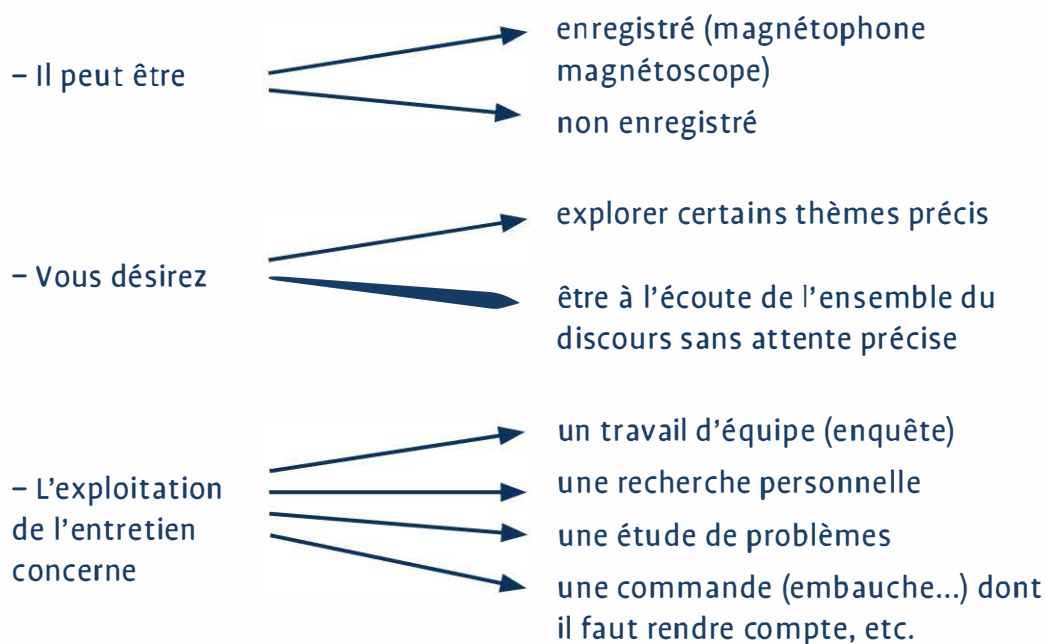 – Il peut être
enregistré (magnétophone
magnétoscope)
non enregistré
– Vous désirez
explorer certains thèmes précis
être à l’écoute de l’ensemble du
discours sans attente précise
– L’exploitation
de l’entretien
concerne
un travail d’équipe (enquête)
une recherche personnelle
une étude de problèmes
une commande (embauche...) dont
il faut rendre compte, etc.